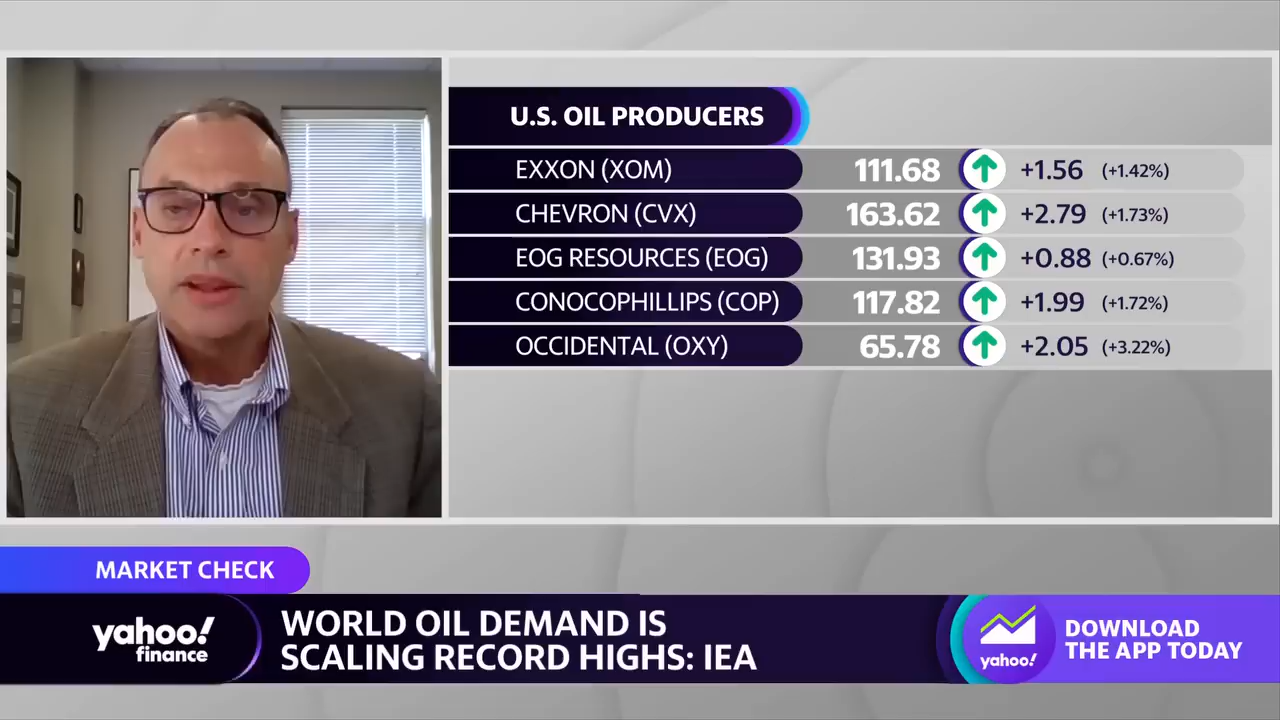 U.S. OIL PRODUCERS
EXXON (XOM) 111.68 +1.56 (+1.42%)
CHEVRON (CVX) 163.62 +2.79 (+1.73%)
EOG RESOURCES (EOG) 131.93 +0.88 (+0.67%)
CONOCOPHILLIPS (COP) 117.82 +1.99 (+1.72%)
OCCIDENTAL (OXY) 65.78 +2.05 (+3.22%)
MARKET CHECK
yahoo!
finance
WORLD OIL DEMAND IS
SCALING RECORD HIGHS: IEA
yahoo!
DOWNLOAD
THE APP TODAY